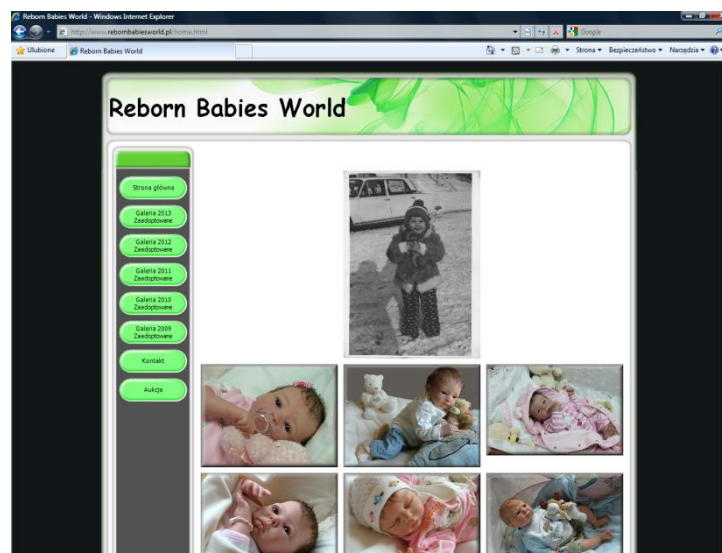 Reborn Babies World - Windows Internet Explorer
http://www.rebornbabiesworld.pl/home.html
Google
Ulubione
Reborn Babies World
Strona
Bezpieczeństwo
Narzędzia
Reborn Babies World
Strona główna
Galeria 2013
Zaadoptowane
Galeria 2012
Zaadoptowane
Galeria 2011
Zaadoptowane
Galeria 2010
Zaadoptowane
Galeria 2009
Zaadoptowane
Kontakt
Aukcje